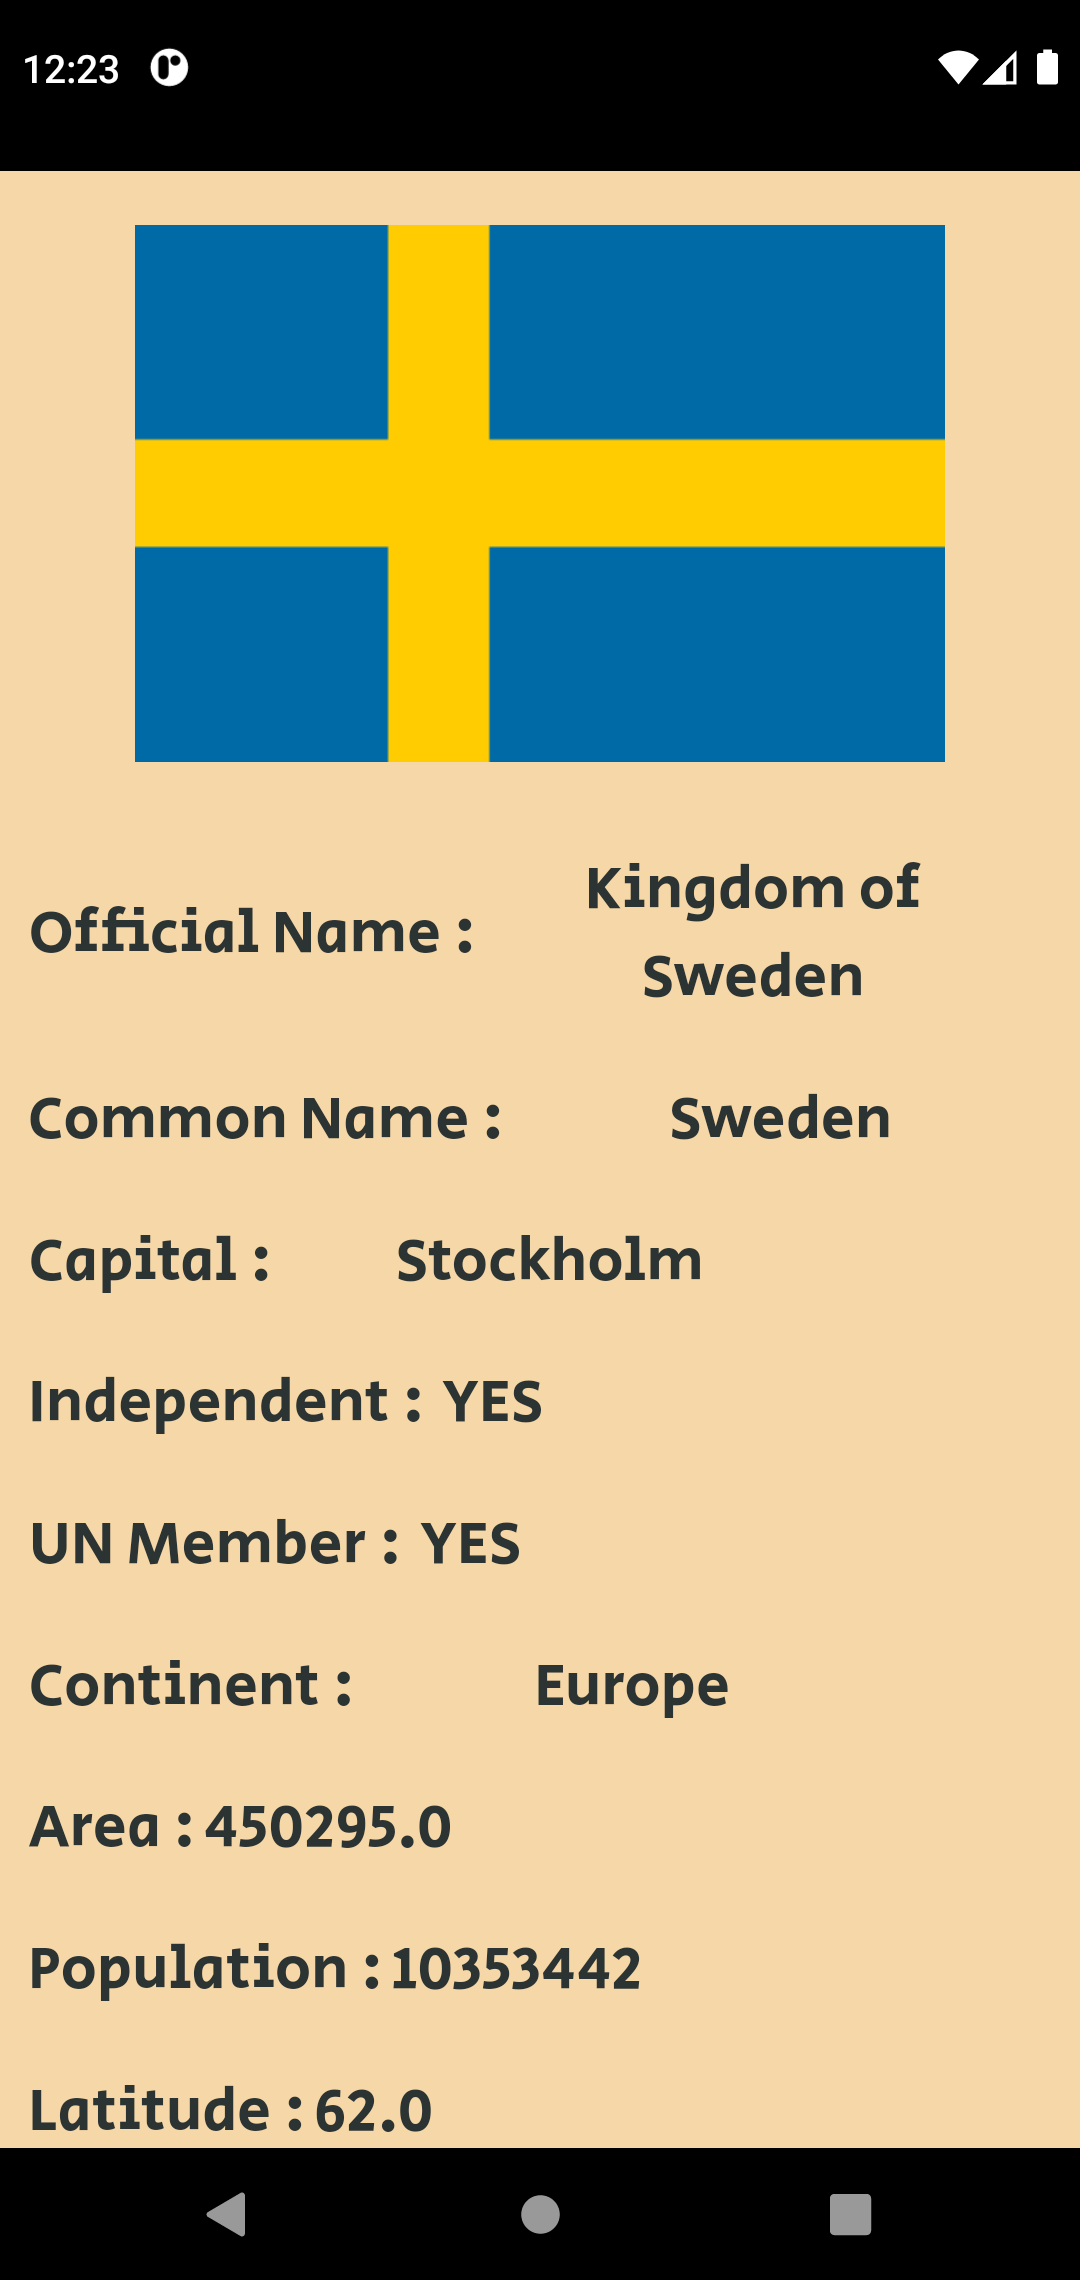 12:23
Official Name : Kingdom of
Sweden
Common Name : Sweden
Capital : Stockholm
Independent : YES
UN Member : YES
Continent : Europe
Area : 450295.0
Population : 10353442
Latitude : 62.0